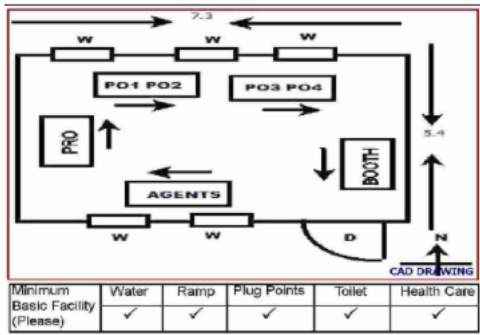 7.3
W W W
PO1 PO2 PO3 PO4
5.4
PRO
BOOTH
AGENTS
W W D N
CAD DRAWING
Minimum Basic Facility (Please) Water Ramp Plug Points Toilet Health Care
✓ ✓ ✓ ✓ ✓